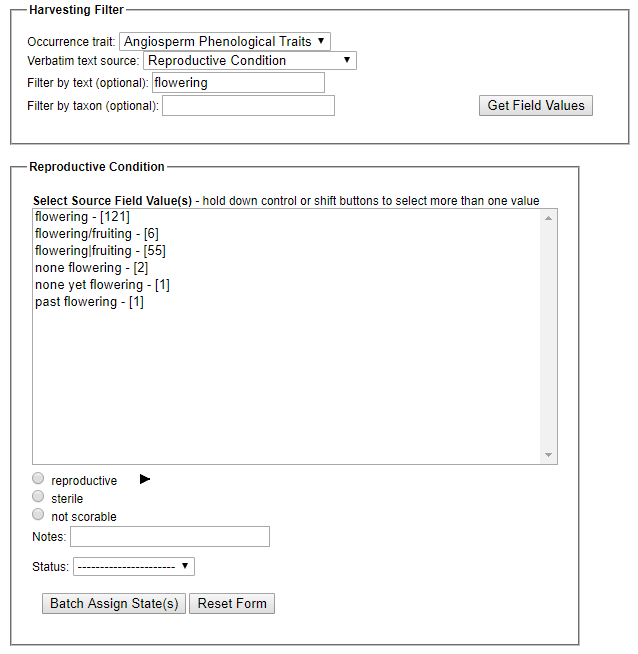 Harvesting Filter
Occurrence trait: Angiosperm Phenological Traits
Verbatim text source: Reproductive Condition
Filter by text (optional): flowering
Filter by taxon (optional): Get Field Values
Reproductive Condition
Select Source Field Value(s) - hold down control or shift buttons to select more than one value
flowering - [121]
flowering/fruiting - [6]
flowering|fruiting - [55]
none flowering - [2]
none yet flowering - [1]
past flowering - [1]
reproductive
sterile
not scorable
Notes:
Status: ----------------------
Batch Assign State(s) Reset Form